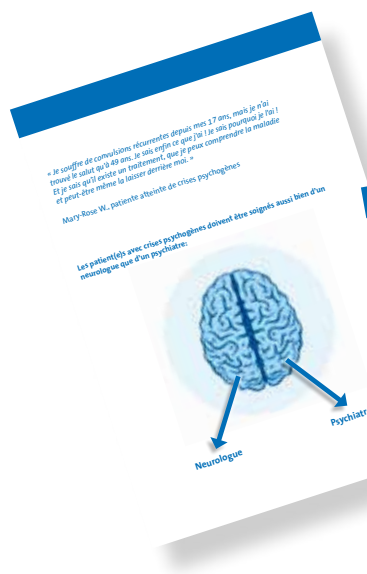 « Je souffre de convulsions récurrentes depuis mes 17 ans, mais je n'ai
trouvé le salut qu'à 49 ans. Je sais enfin ce que j'ai ! Je sais pourquoi je l'ai !
Et je sais qu'il existe un traitement, que je peux comprendre la maladie
et peut-être même la laisser derrière moi. »
Mary-Rose W., patiente atteinte de crises psychogènes
Les patient(e)s avec crises psychogènes doivent être soignés aussi bien d'un
neurologue que d'un psychiatre:
Neurologue
Psychiatr